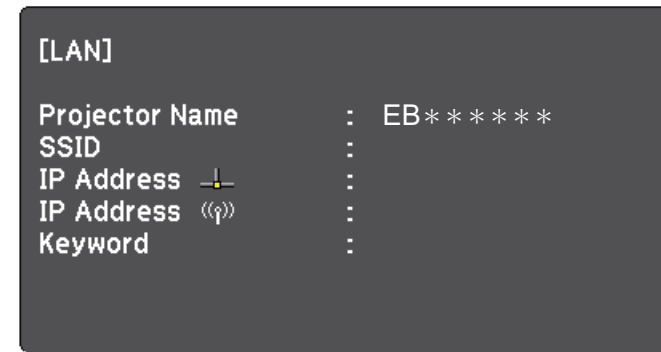 [LAN]
Projector Name : EB＊＊＊＊＊＊
SSID :
IP Address :
IP Address :
Keyword :